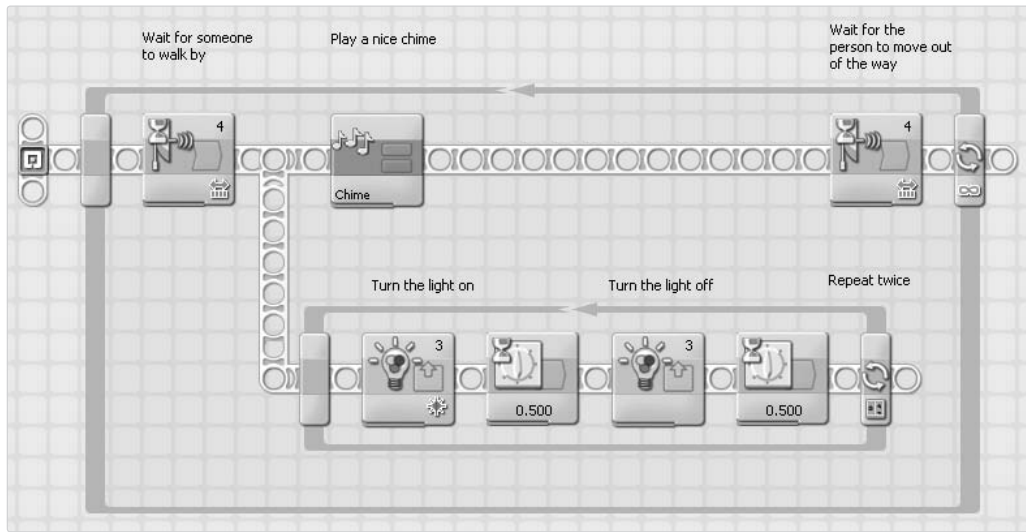 Wait for someone
to walk by
Play a nice chime
Wait for the
person to move out
of the way
4
4
Chime
Turn the light on
Turn the light off
Repeat twice
3
3
0.500
0.500